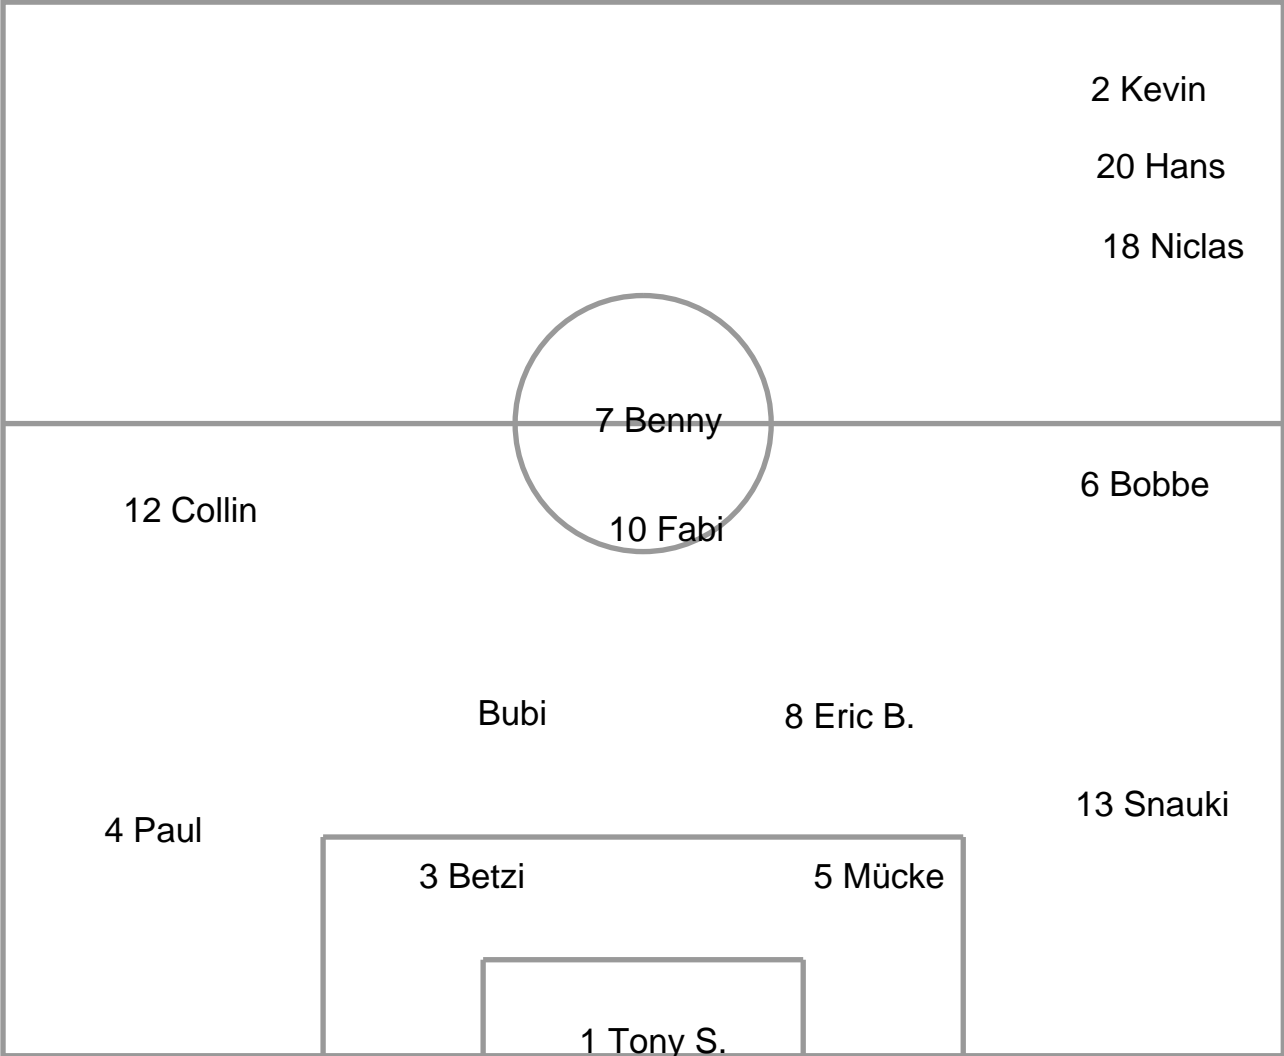 2 Kevin
20 Hans
18 Niclas
7 Benny
6 Bobbe
12 Collin
10 Fabi
Bubi
8 Eric B.
13 Snauki
4 Paul
3 Betzi
5 Mücke
1 Tony S.